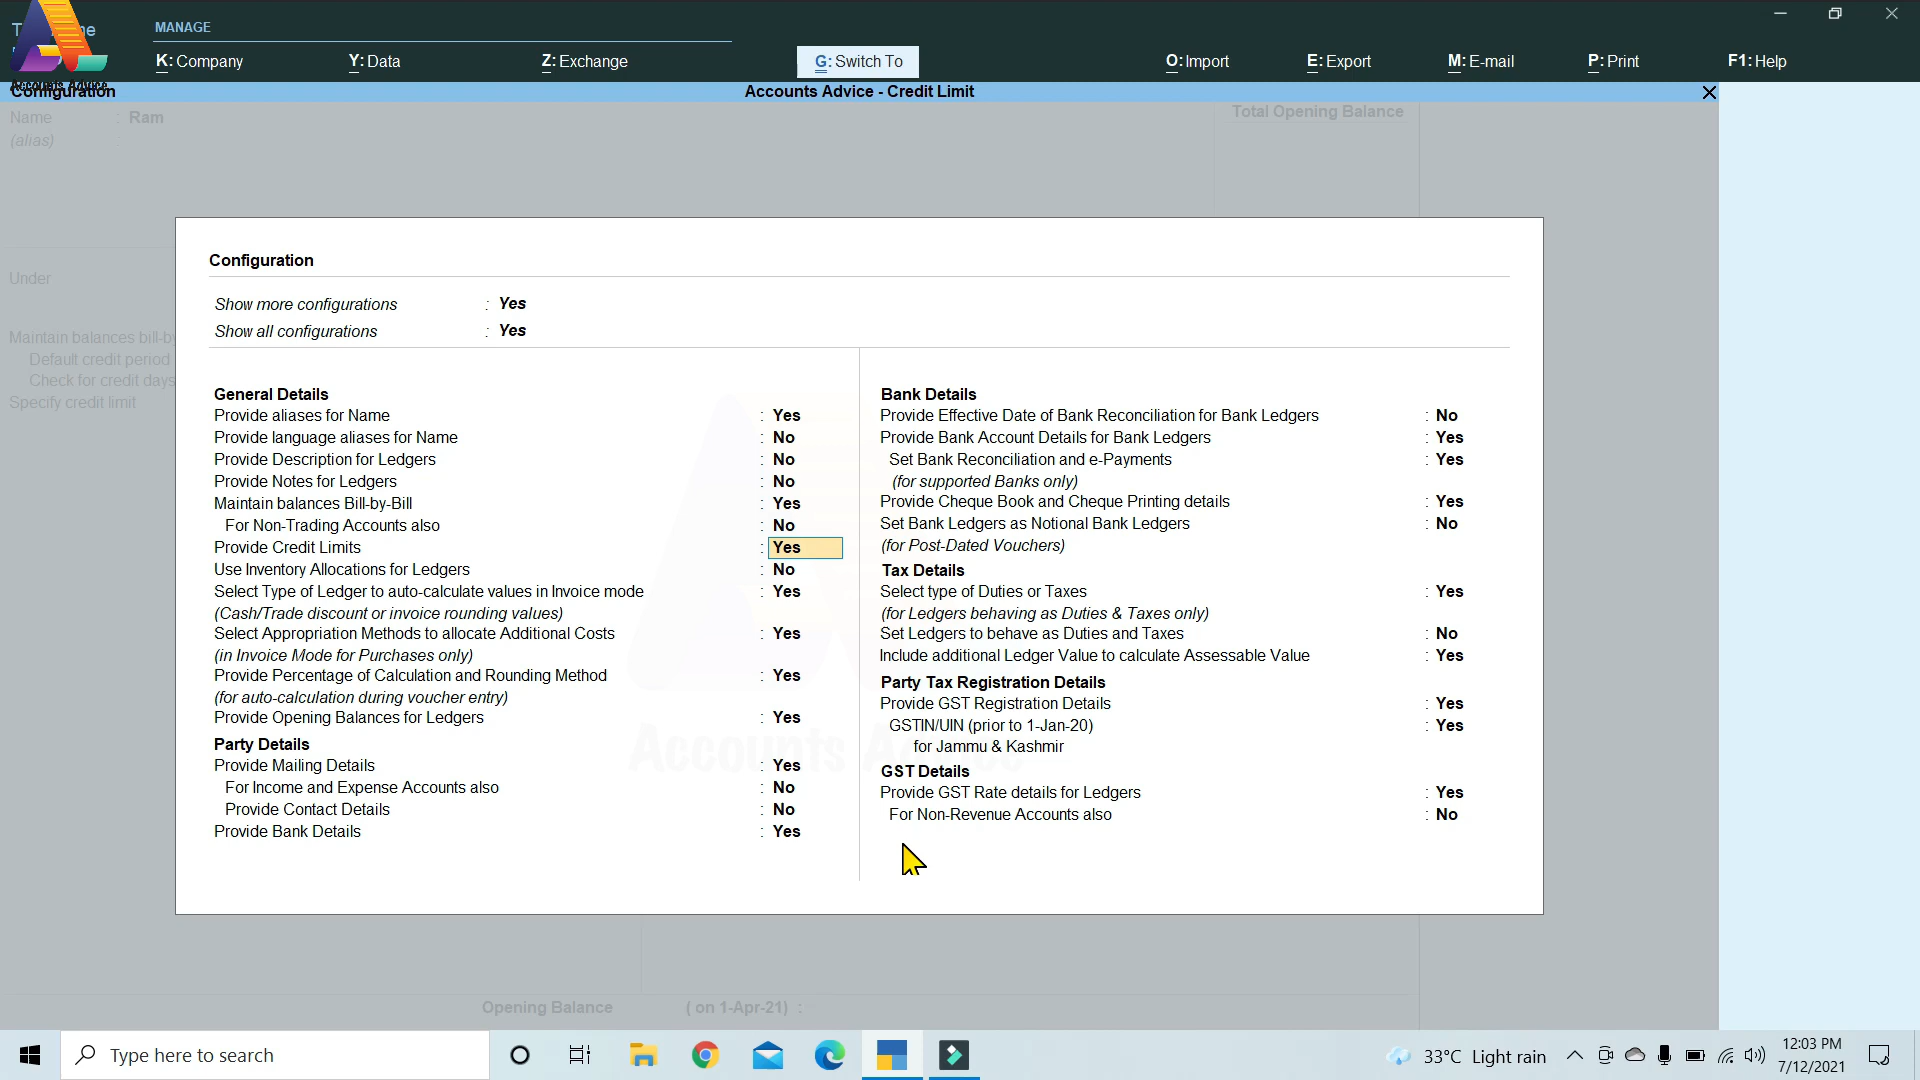 MANAGE
K: Company
Y: Data
Z: Exchange
G: Switch To
O: Import
E: Export
M: E-mail
P: Print
F1: Help
Accounts Advice
Configuration
Accounts Advice - Credit Limit
Name : Ram
Total Opening Balance
(alias)
Under
Maintain balances bill-by
Default credit period
Check for credit days
Specify credit limit
Configuration
Show more configurations : Yes
Show all configurations : Yes
General Details
Provide aliases for Name : Yes
Provide language aliases for Name : No
Provide Description for Ledgers : No
Provide Notes for Ledgers : No
Maintain balances Bill-by-Bill : Yes
For Non-Trading Accounts also : No
Provide Credit Limits : Yes
Use Inventory Allocations for Ledgers : No
Select Type of Ledger to auto-calculate values in Invoice mode : Yes
(Cash/Trade discount or invoice rounding values)
Select Appropriation Methods to allocate Additional Costs : Yes
(in Invoice Mode for Purchases only)
Provide Percentage of Calculation and Rounding Method : Yes
(for auto-calculation during voucher entry)
Provide Opening Balances for Ledgers : Yes
Party Details
Provide Mailing Details : Yes
For Income and Expense Accounts also : No
Provide Contact Details : No
Provide Bank Details : Yes
Bank Details
Provide Effective Date of Bank Reconciliation for Bank Ledgers : No
Provide Bank Account Details for Bank Ledgers : Yes
Set Bank Reconciliation and e-Payments : Yes
(for supported Banks only)
Provide Cheque Book and Cheque Printing details : Yes
Set Bank Ledgers as Notional Bank Ledgers : No
(for Post-Dated Vouchers)
Tax Details
Select type of Duties or Taxes : Yes
(for Ledgers behaving as Duties & Taxes only)
Set Ledgers to behave as Duties and Taxes : No
Include additional Ledger Value to calculate Assessable Value : Yes
Party Tax Registration Details
Provide GST Registration Details : Yes
GSTIN/UIN (prior to 1-Jan-20) : Yes
for Jammu & Kashmir
GST Details
Provide GST Rate details for Ledgers : Yes
For Non-Revenue Accounts also : No
Accounts Advice
Opening Balance ( on 1-Apr-21) :
Type here to search
33°C Light rain
12:03 PM
7/12/2021